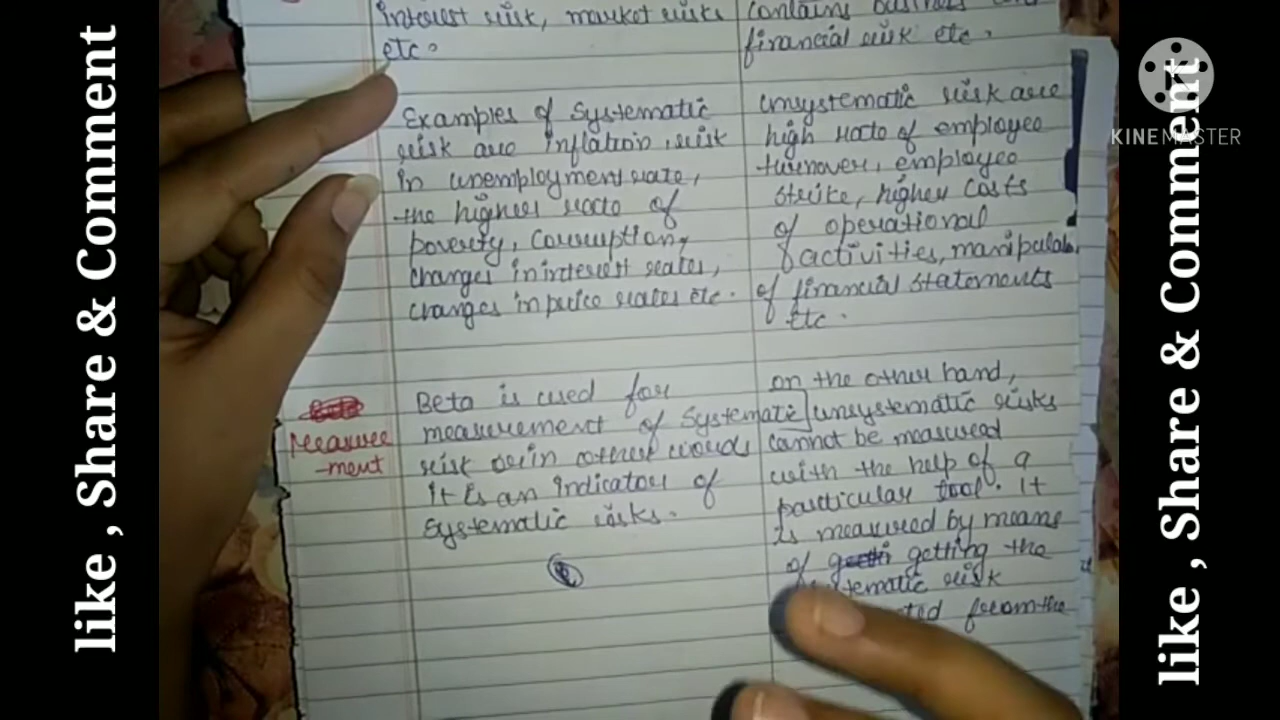 like , Share & Comment
interest risk, market risks
etc.
Examples of Systematic
risk are inflation, risk
in unemployment rate,
the higher rate of
poverty, corruption,
changes in interest rates,
changes in price rates etc.
Beta is used for
measurement of Systematic
risk or in other words
it is an indicator of
systematic risks.
contains business
financial risk etc.
unsystematic risk are
high rate of employee
turnover, employee
strike, higher costs
of operational
activities, manipulatn
of financial statements
etc.
on the other hand,
unsystematic risks
cannot be measured
with the help of a
particular tool. It
is measured by means
of getting the
systematic risk
from the
Measure
-ment
KINEMASTER
like , Share & Comment